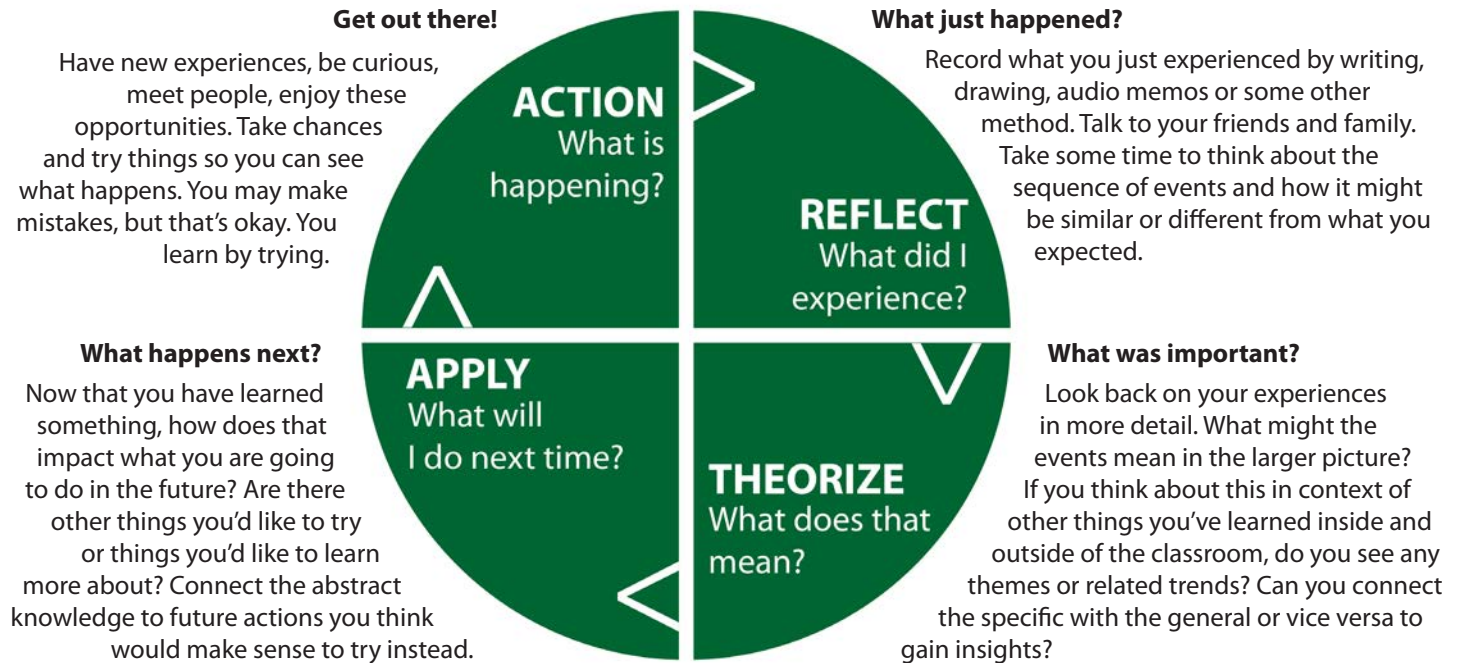 Get out there!
Have new experiences, be curious,
meet people, enjoy these
opportunities. Take chances
and try things so you can see
what happens. You may make
mistakes, but that’s okay. You
learn by trying.
ACTION
What is
happening?
What just happened?
Record what you just experienced by writing,
drawing, audio memos or some other
method. Talk to your friends and family.
Take some time to think about the
sequence of events and how it might
be similar or different from what you
expected.
REFLECT
What did I
experience?
What was important?
Look back on your experiences
in more detail. What might the
events mean in the larger picture?
If you think about this in context of
other things you’ve learned inside and
outside of the classroom, do you see any
themes or related trends? Can you connect
the specific with the general or vice versa to
gain insights?
THEORIZE
What does that
mean?
What happens next?
Now that you have learned
something, how does that
impact what you are going
to do in the future? Are there
other things you’d like to try
or things you’d like to learn
more about? Connect the abstract
knowledge to future actions you think
would make sense to try instead.
APPLY
What will
I do next time?